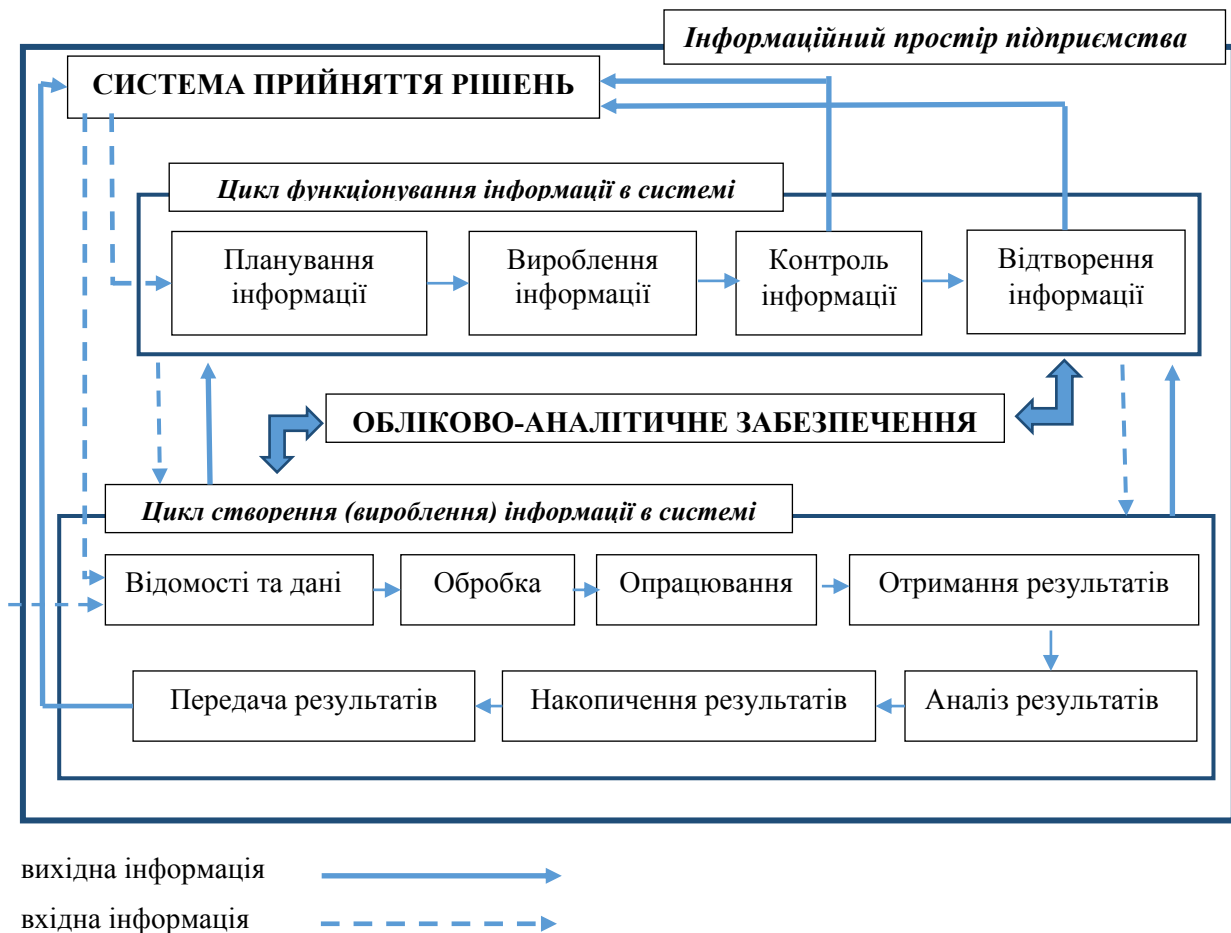 Інформаційний простір підприємства
СИСТЕМА ПРИЙНЯТТЯ РІШЕНЬ
Цикл функціонування інформації в системі
Планування
інформації
Вироблення
інформації
Контроль
інформації
Відтворення
інформації
ОБЛІКОВО-АНАЛІТИЧНЕ ЗАБЕЗПЕЧЕННЯ
Цикл створення (вироблення) інформації в системі
Відомості та дані
Обробка
Опрацювання
Отримання результатів
Передача результатів
Накопичення результатів
Аналіз результатів
вихідна інформація
вхідна інформація